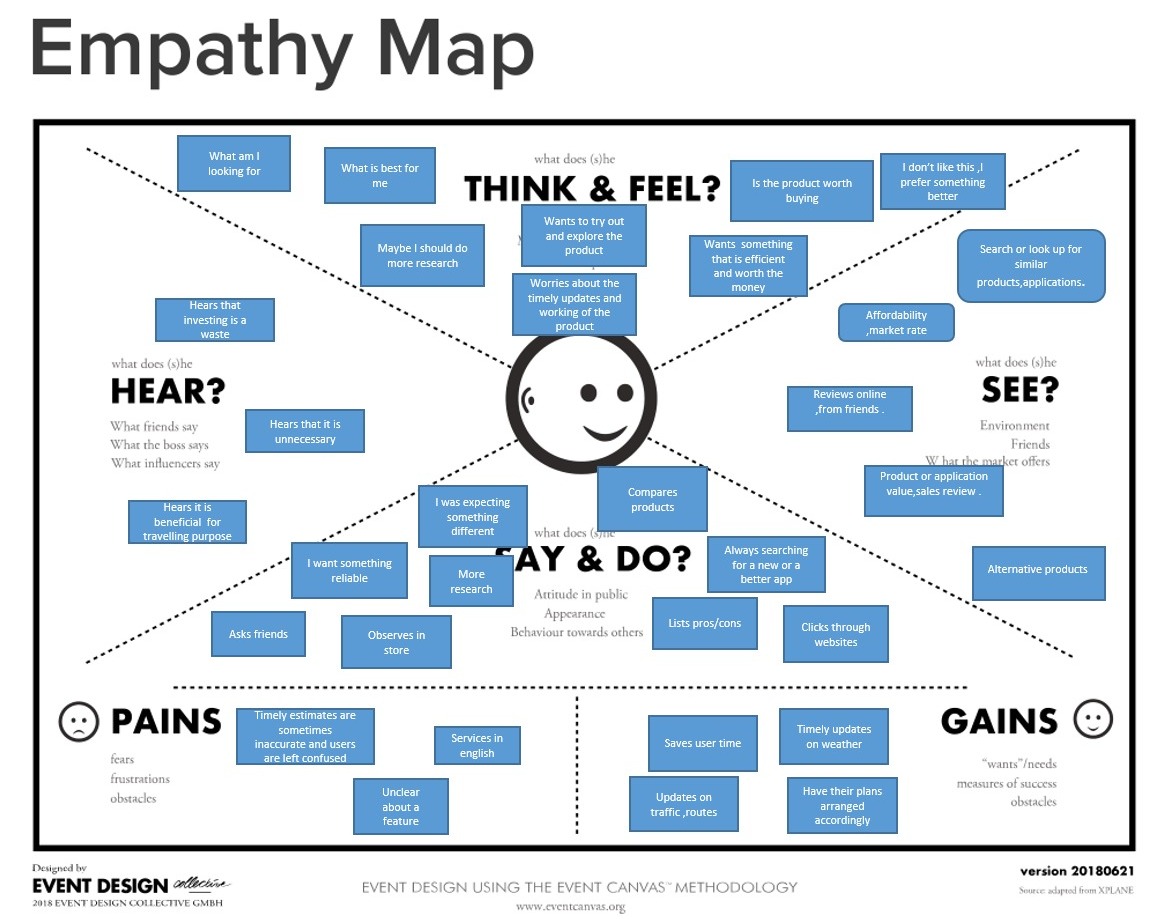 Empathy Map
What am I
looking for
What is best for
me
what does (s)he
THINK & FEEL?
Is the product worth
buying
I don't like this ,I
prefer something
better
Maybe I should do
more research
Wants to try out
and explore the
product
Wants something
that is efficient
and worth the
money
Worries about the
timely updates and
working of the
product
Search or look up for
similar
products,applications.
Affordability
,market rate
Hears that
investing is a
waste
what does (s)he
HEAR?
What friends say
What the boss says
What influencers say
Hears that it is
unnecessary
Hears it is
beneficial for
travelling purpose
what does (s)he
SEE?
Environment
Friends
W hat the market offers
Reviews online
,from friends .
Product or application
value,sales review .
Alternative products
I was expecting
something
different
Compares
products
what does (s)he
SAY & DO?
Attitude in public
Appearance
Behaviour towards others
I want something
reliable
More
research
Always searching
for a new or a
better app
Asks friends
Observes in
store
Lists pros/cons
Clicks through
websites
PAINS
fears
frustrations
obstacles
Timely estimates are
sometimes
inaccurate and users
are left confused
Services in
english
Unclear
about a
feature
GAINS
"wants"/needs
measures of success
obstacles
Saves user time
Timely updates
on weather
Updates on
traffic ,routes
Have their plans
arranged
accordingly
Designed by
EVENT DESIGN collective
2018 EVENT DESIGN COLLECTIVE GMBH
EVENT DESIGN USING THE EVENT CANVAS™ METHODOLOGY
www.eventcanvas.org
version 20180621
Source: adapted from XPLANE